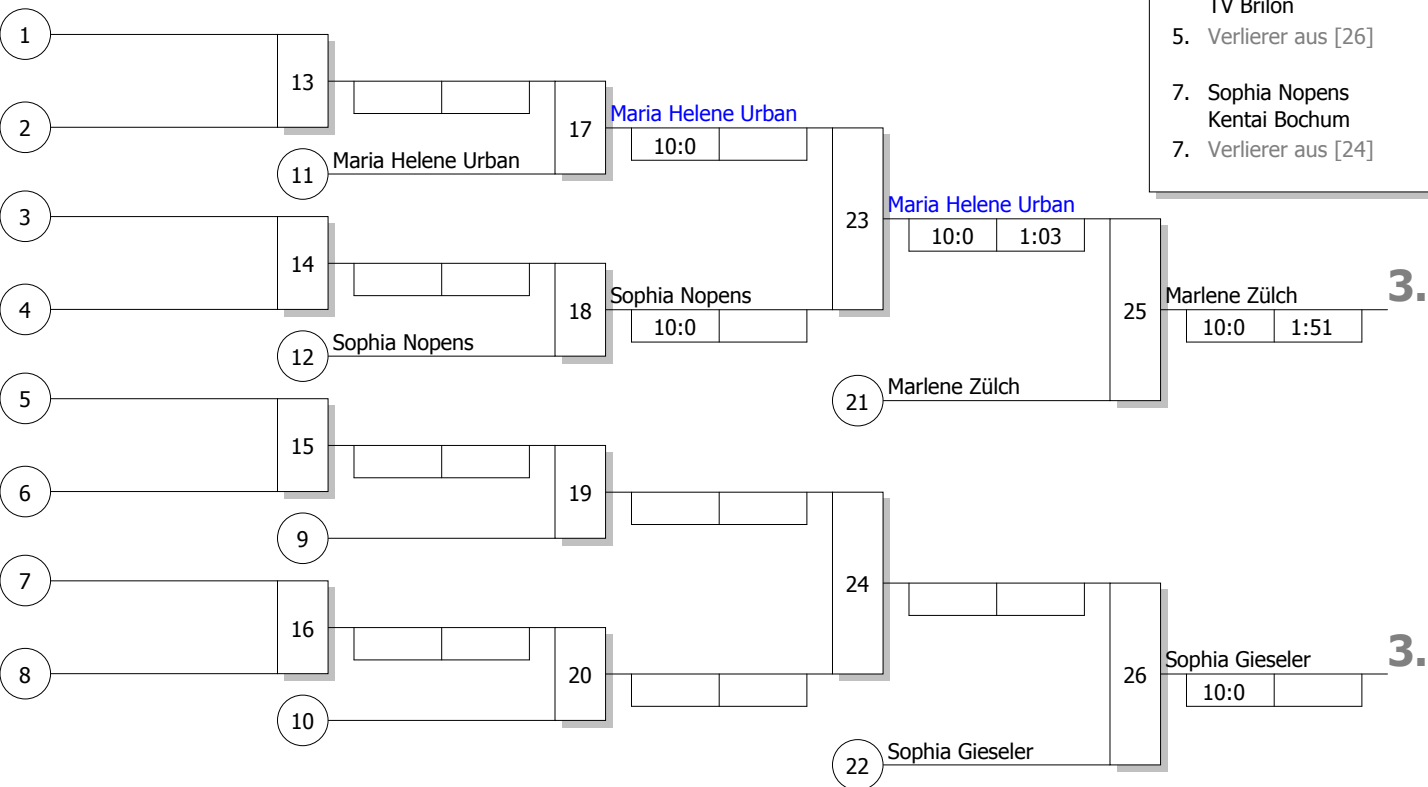 TV Brilon
5. Verlierer aus [26]
7. Sophia Nopens
Kentai Bochum
7. Verlierer aus [24]
1
13
2
17
Maria Helene Urban
10:0
11
Maria Helene Urban
3
23
Maria Helene Urban
10:0 1:03
14
4
18
Sophia Nopens
10:0
12
Sophia Nopens
25
Marlene Zülch
3.
10:0 1:51
5
21
Marlene Zülch
15
6
19
9
7
24
16
8
20
26
Sophia Gieseler
3.
10:0
10
22
Sophia Gieseler